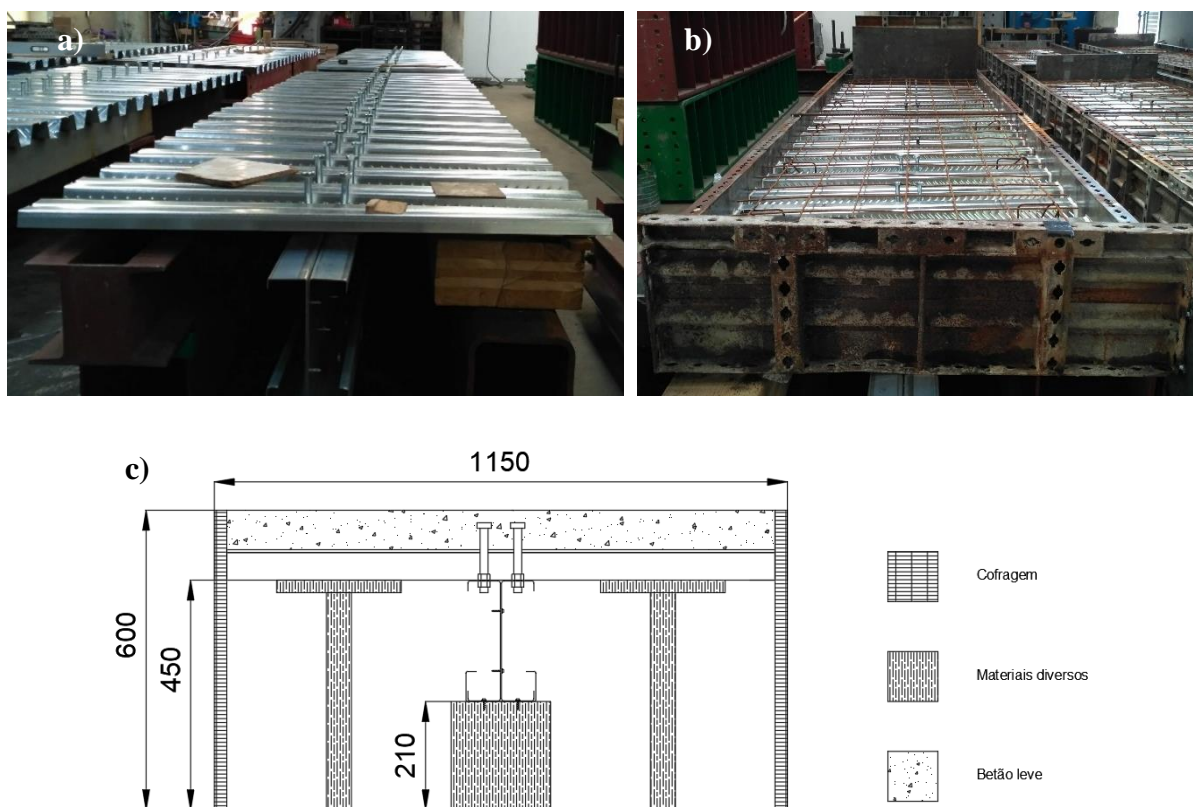 a)
b)
c)
1150
600
450
210
Cofragem
Materiais diversos
Betão leve